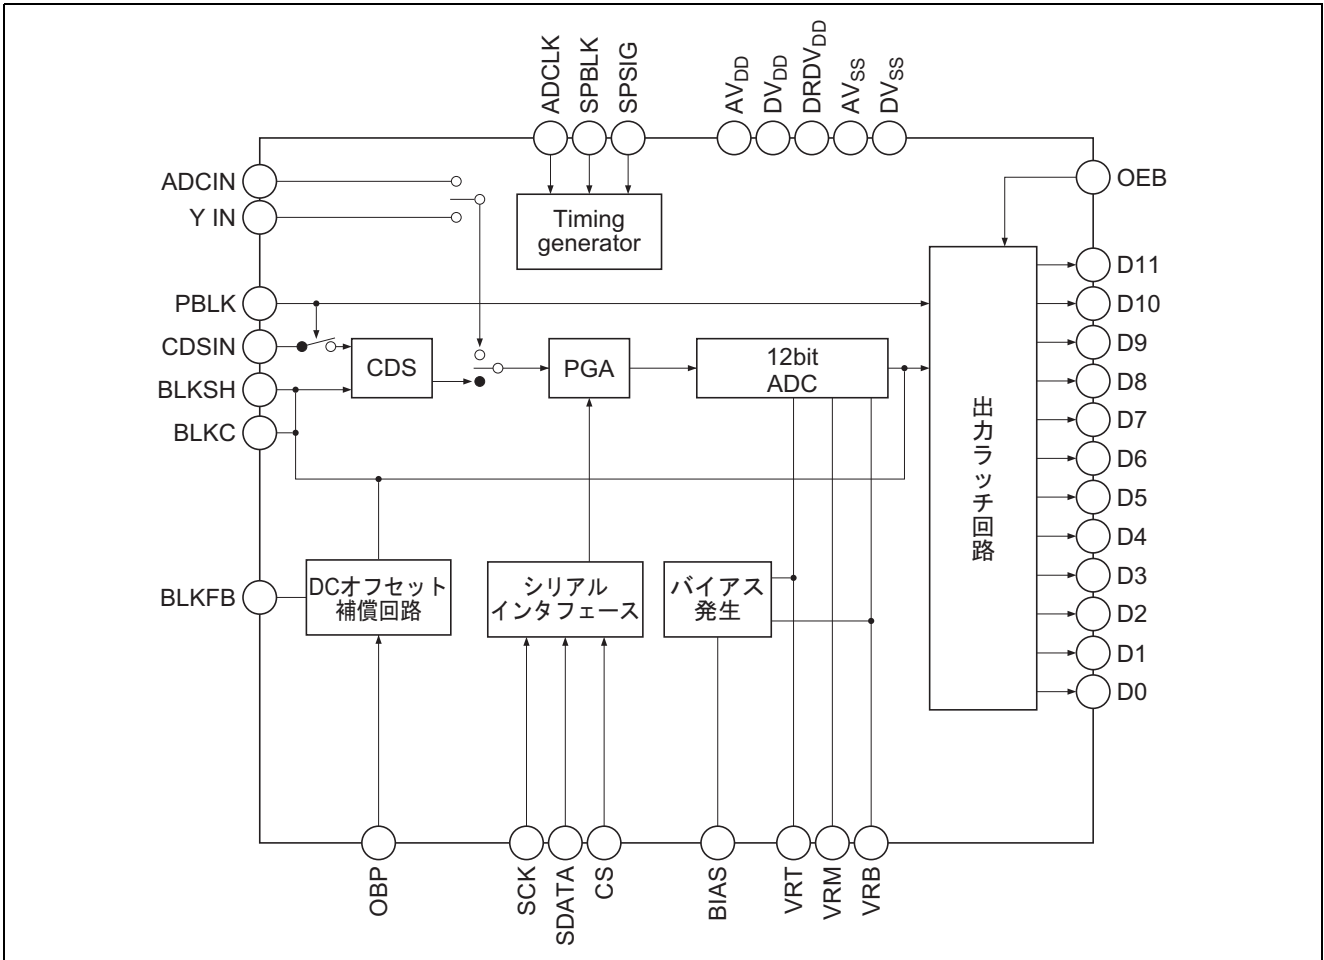 ADCLK
SPBLK
SPSIG
AVDD
DVDD
DRDVDD
AVSS
DVSS
ADCIN
Y IN
Timing
generator
OEB
PBLK
CDSIN
BLKSH
BLKC
CDS
PGA
12bit
ADC
出力ラッチ回路
D11
D10
D9
D8
D7
D6
D5
D4
D3
D2
D1
D0
BLKFB
DCオフセット
補償回路
シリアル
インタフェース
バイアス
発生
OBP
SCK
SDATA
CS
BIAS
VRT
VRM
VRB